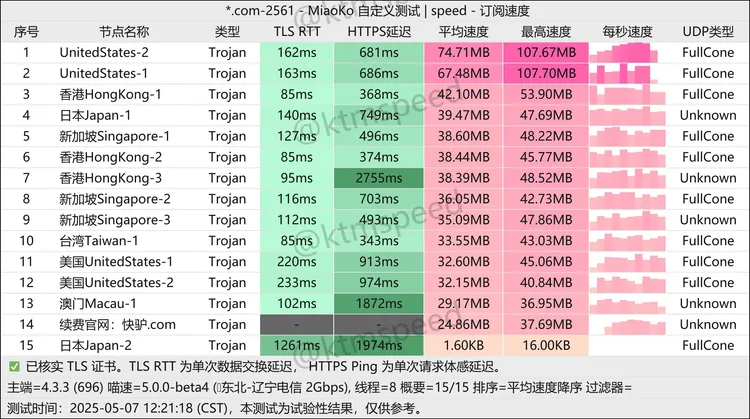 *.com-2561 - MiaoKo - 自定义测试 | speed - 订阅速度
序号 节点名称 类型 TLS RTT HTTPS延迟 平均速度 最高速度 每秒速度 UDP类型
1 UnitedStates-2 Trojan 162ms 681ms 74.71MB 107.67MB FullCone
2 UnitedStates-1 Trojan 163ms 686ms 67.48MB 107.70MB FullCone
3 香港HongKong-1 Trojan 85ms 368ms 42.10MB 53.90MB FullCone
4 日本Japan-1 Trojan 140ms 749ms 39.47MB 47.69MB Unknown
5 新加坡Singapore-1 Trojan 127ms 496ms 38.60MB 48.22MB FullCone
6 香港HongKong-2 Trojan 85ms 374ms 38.44MB 45.77MB FullCone
7 香港HongKong-3 Trojan 95ms 2755ms 38.39MB 48.52MB Unknown
8 新加坡Singapore-2 Trojan 116ms 703ms 36.05MB 42.73MB FullCone
9 新加坡Singapore-3 Trojan 112ms 493ms 35.09MB 47.86MB Unknown
10 台湾Taiwan-1 Trojan 85ms 343ms 33.55MB 43.03MB FullCone
11 美国UnitedStates-1 Trojan 220ms 913ms 32.60MB 45.06MB FullCone
12 美国UnitedStates-2 Trojan 233ms 974ms 32.15MB 40.84MB FullCone
13 澳门Macau-1 Trojan 102ms 1872ms 29.17MB 36.95MB Unknown
14 续费官网：快驴.com Trojan - - 24.86MB 37.69MB Unknown
15 日本Japan-2 Trojan 1261ms 1974ms 1.60KB 16.00KB FullCone
✅ 已核实 TLS 证书。TLS RTT 为单次数据交换延迟， HTTPS Ping 为单次请求体感延迟。
主端=4.3.3 (696) 喵速=5.0.0-beta4 (东北-辽宁电信 2Gbps), 线程=8 概要=15/15 排序=平均速度降序 过滤器=
测试时间：2025-05-07 12:21:18 (CST)，本测试为试验性结果，仅供参考。
@ktmspeed
@ktmspeed
@ktmspeed